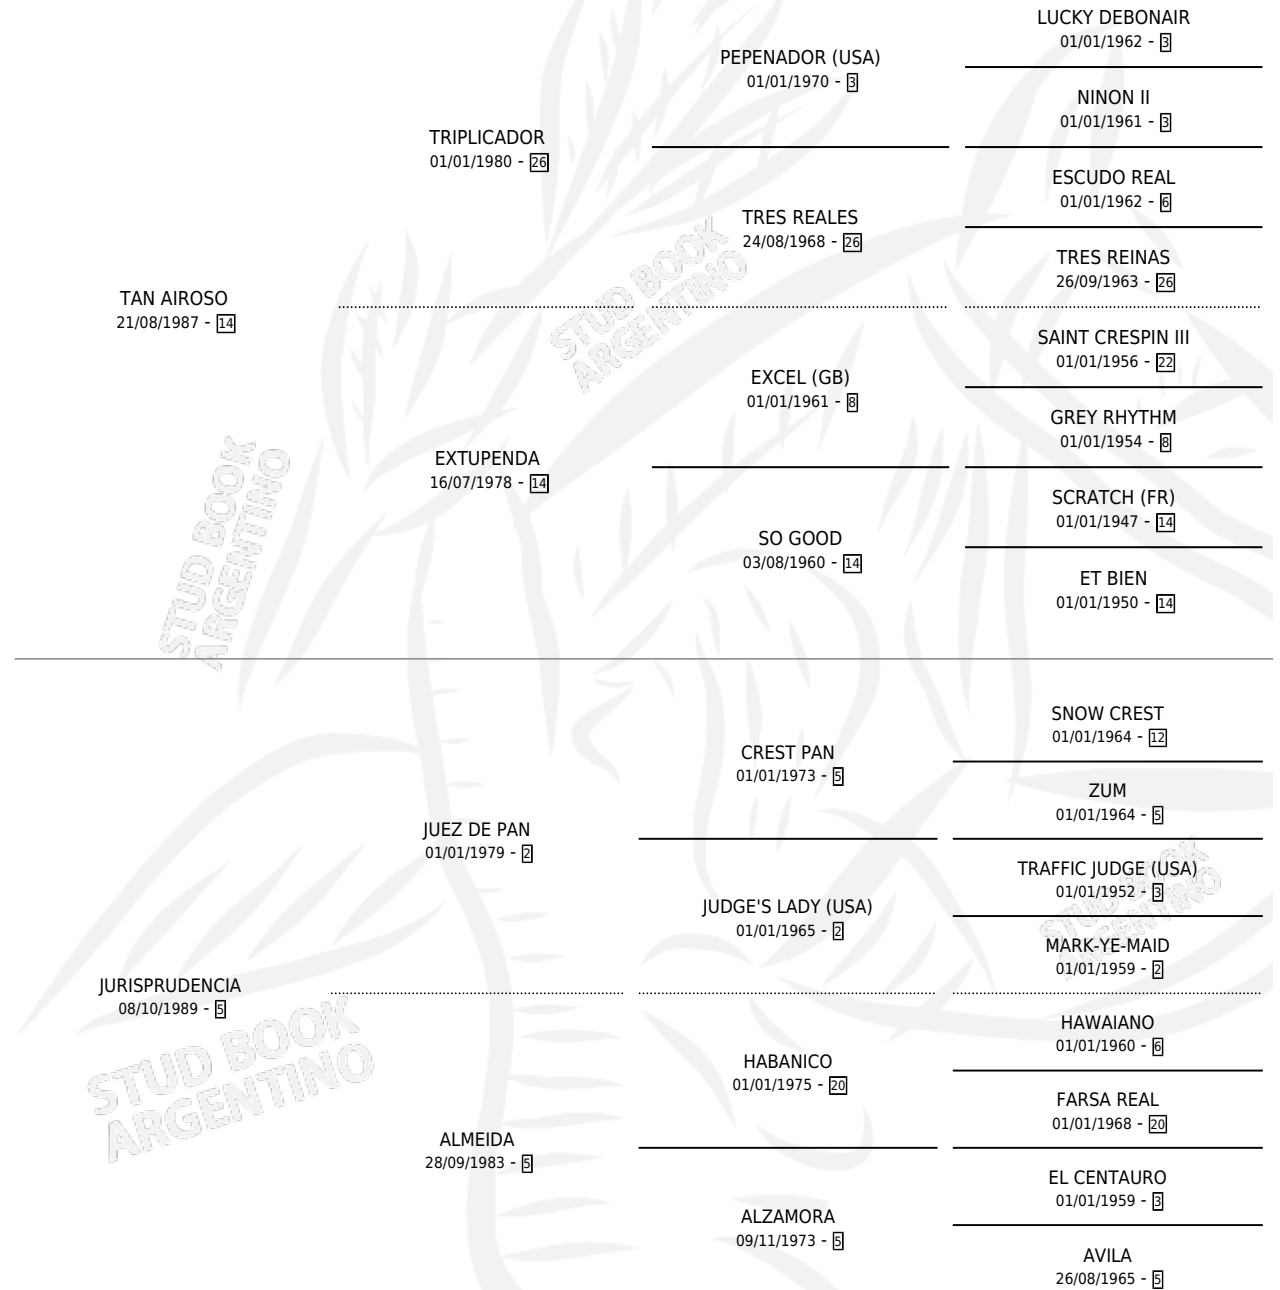 LUCKY DEBONAIR
01/01/1962 - 3
PEPENADOR (USA)
01/01/1970 - 3
NINON II
01/01/1961 - 3
TRIPLICADOR
01/01/1980 - 26
ESCUDO REAL
01/01/1962 - 6
TRES REALES
24/08/1968 - 26
TRES REINAS
26/09/1963 - 26
TAN AIROSO
21/08/1987 - 14
SAINT CRESPIN III
01/01/1956 - 22
EXCEL (GB)
01/01/1961 - 8
GREY RHYTHM
01/01/1954 - 8
EXTUPENDA
16/07/1978 - 14
SCRATCH (FR)
01/01/1947 - 14
SO GOOD
03/08/1960 - 14
ET BIEN
01/01/1950 - 14
STUD BOOK
ARGENTINO
STUD BOOK
ARGENTINO
SNOW CREST
01/01/1964 - 12
CREST PAN
01/01/1973 - 5
ZUM
01/01/1964 - 5
JUEZ DE PAN
01/01/1979 - 2
TRAFFIC JUDGE (USA)
01/01/1952 - 3
JUDGE'S LADY (USA)
01/01/1965 - 2
MARK-YE-MAID
01/01/1959 - 2
JURISPRUDENCIA
08/10/1989 - 5
HAWAIANO
01/01/1960 - 6
HABANICO
01/01/1975 - 20
FARSA REAL
01/01/1968 - 20
ALMEIDA
28/09/1983 - 5
EL CENTAURO
01/01/1959 - 3
ALZAMORA
09/11/1973 - 5
AVILA
26/08/1965 - 5
STUD BOOK
ARGENTINO
STUD BOOK
ARGENTINO